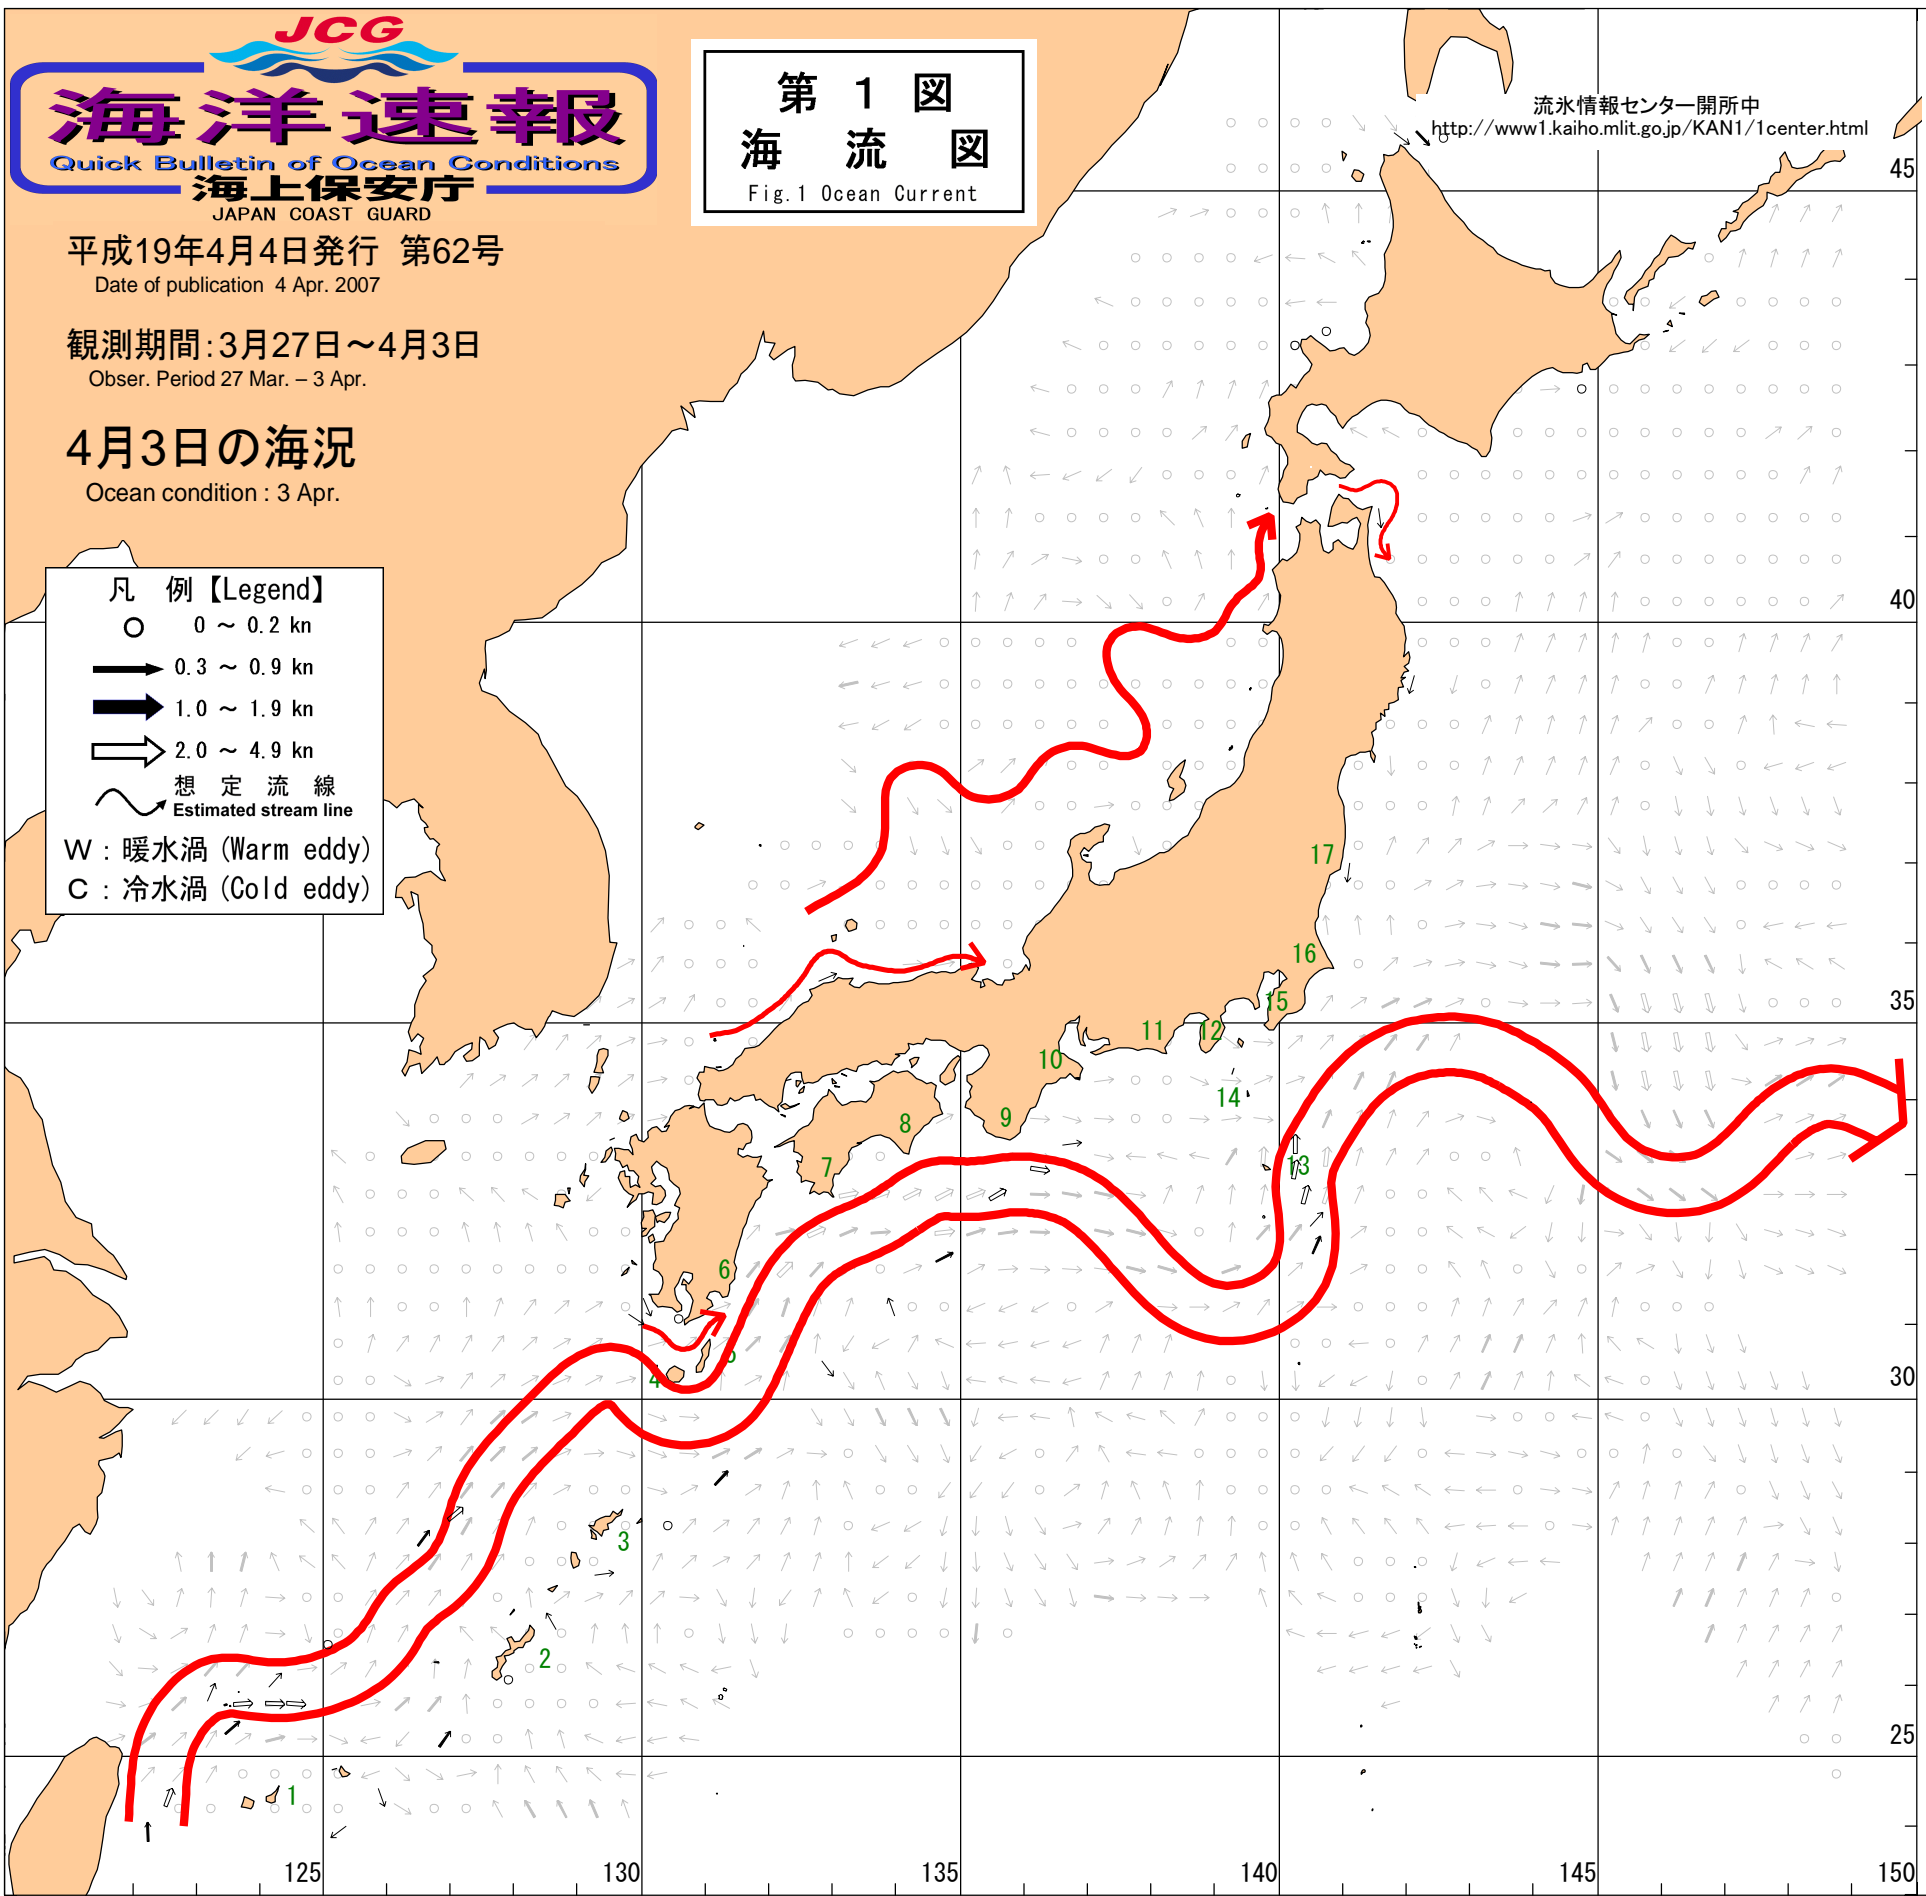 JCG
海洋速報
Quick Bulletin of Ocean Conditions
海上保安庁
JAPAN COAST GUARD
平成19年4月4日発行 第62号
Date of publication 4 Apr. 2007
観測期間:3月27日～4月3日
Obser. Period 27 Mar. – 3 Apr.
4月3日の海況
Ocean condition : 3 Apr.
第 1 図
海 流 図
Fig.1 Ocean Current
流氷情報センター開所中
http://www1.kaiho.mlit.go.jp/KAN1/1center.html
凡 例【Legend】
0 ～ 0.2 kn
0.3 ～ 0.9 kn
1.0 ～ 1.9 kn
2.0 ～ 4.9 kn
想 定 流 線
Estimated stream line
W : 暖水渦 (Warm eddy)
C : 冷水渦 (Cold eddy)
45
40
17
16
15
35
11
12
10
14
9
8
7
13
6
5
4
30
3
2
25
1
125
130
135
140
145
150